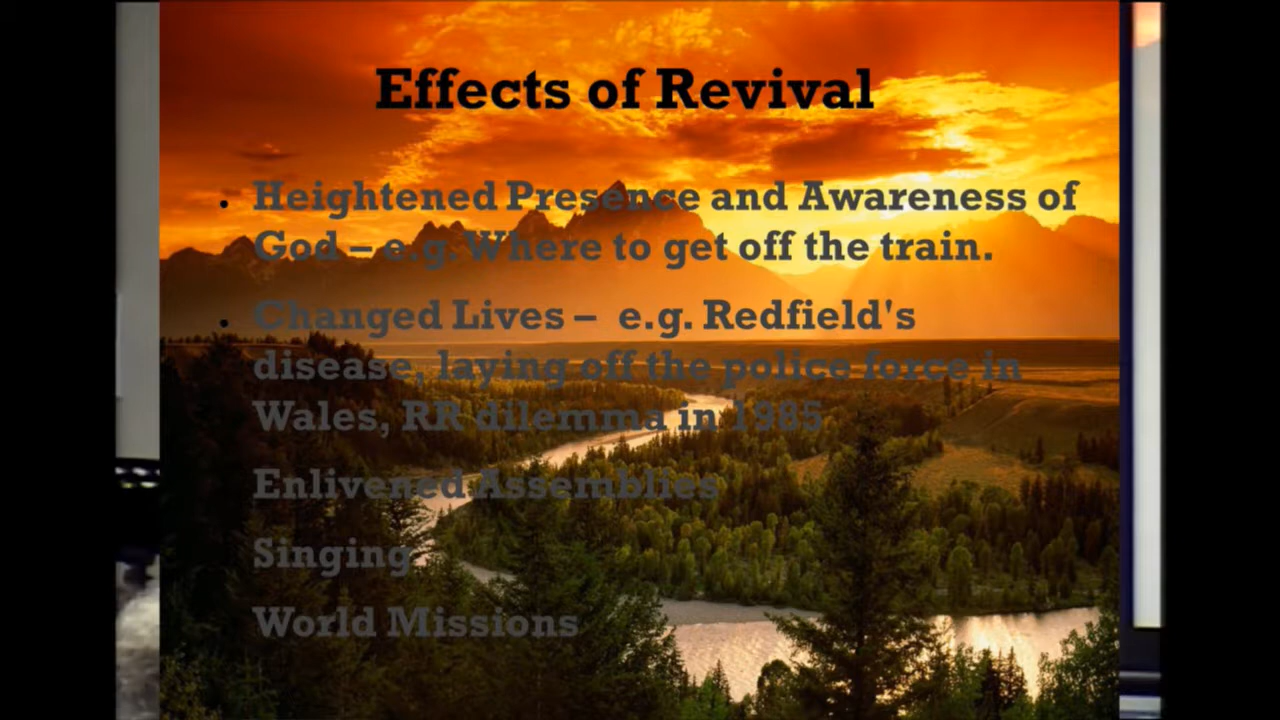 Effects of Revival
• Heightened Presence and Awareness of
God – e.g. Where to get off the train.
• Changed Lives – e.g. Redfield's
disease, laying off the police force in
Wales, RR dilemma in 1985
Enlivened Assemblies
Singing
World Missions